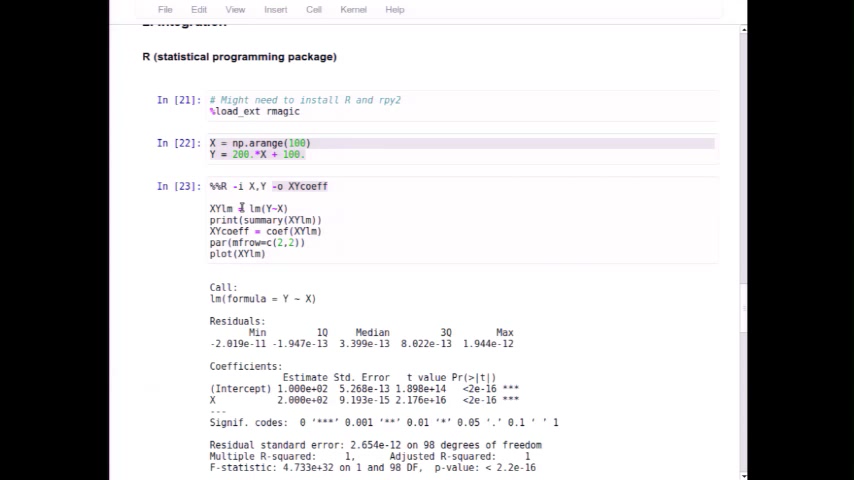 File Edit View Insert Cell Kernel Help
R (statistical programming package)
In [21]: # Might need to install R and rpy2
%load_ext rmagic
In [22]: X = np.arange(100)
Y = 200.*X + 100.
In [23]: %%R -i X,Y -o XYcoeff
XYlm = lm(Y~X)
print(summary(XYlm))
XYcoeff = coef(XYlm)
par(mfrow=c(2,2))
plot(XYlm)
Call:
lm(formula = Y ~ X)
Residuals:
Min 1Q Median 3Q Max
-2.019e-11 -1.947e-13 3.399e-13 8.022e-13 1.944e-12
Coefficients:
Estimate Std. Error t value Pr(>|t|)
(Intercept) 1.000e+02 5.268e-13 1.898e+14 <2e-16 ***
X 2.000e+02 9.193e-15 2.176e+16 <2e-16 ***
---
Signif. codes: 0 ‘***’ 0.001 ‘**’ 0.01 ‘*’ 0.05 ‘.’ 0.1 ‘ ’ 1
Residual standard error: 2.654e-12 on 98 degrees of freedom
Multiple R-squared: 1, Adjusted R-squared: 1
F-statistic: 4.733e+32 on 1 and 98 DF, p-value: < 2.2e-16